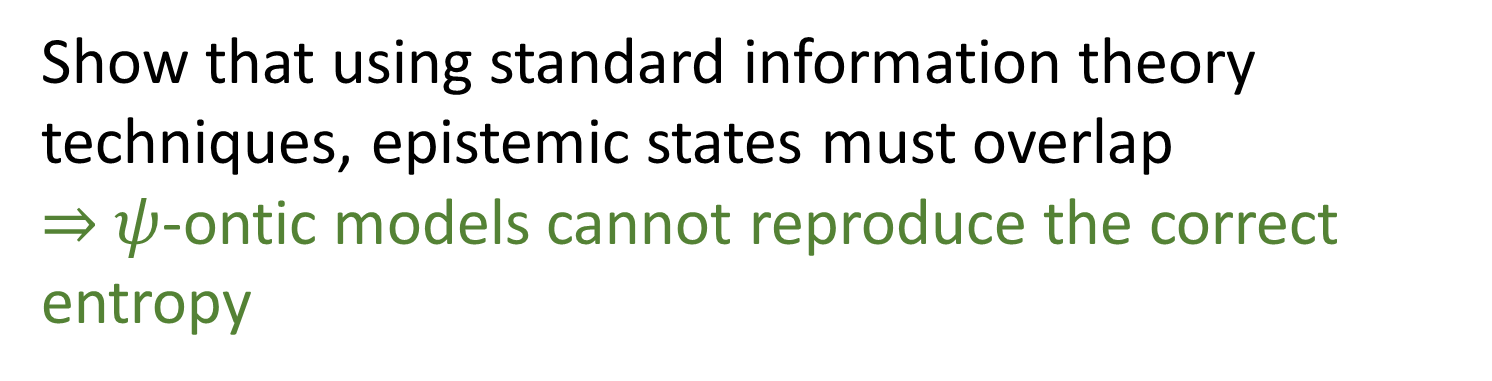 Show that using standard information theory
techniques, epistemic states must overlap
⇒ 𝜓-ontic models cannot reproduce the correct
entropy